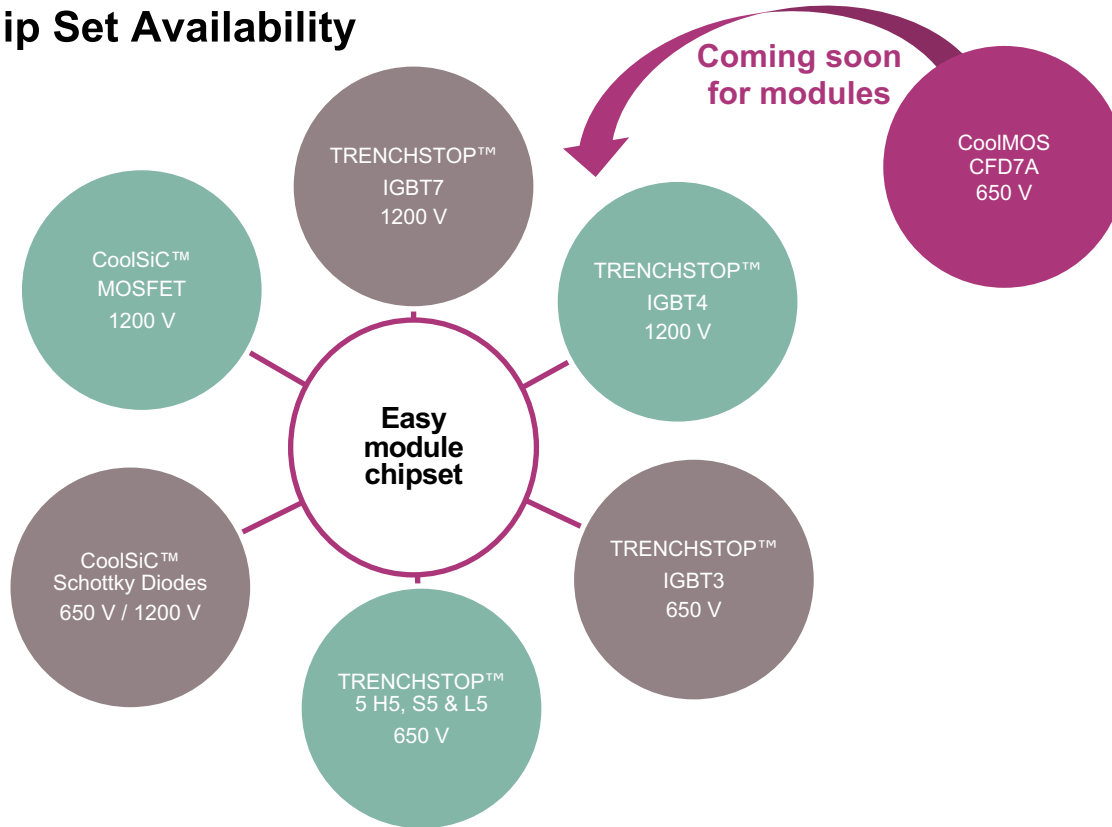 ip Set Availability
Coming soon
for modules
CoolMOS
CFD7A
650 V
TRENCHSTOP™
IGBT7
1200 V
CoolSiC™
MOSFET
1200 V
TRENCHSTOP™
IGBT4
1200 V
Easy
module
chipset
CoolSiC™
Schottky Diodes
650 V / 1200 V
TRENCHSTOP™
IGBT3
650 V
TRENCHSTOP™
5 H5, S5 & L5
650 V